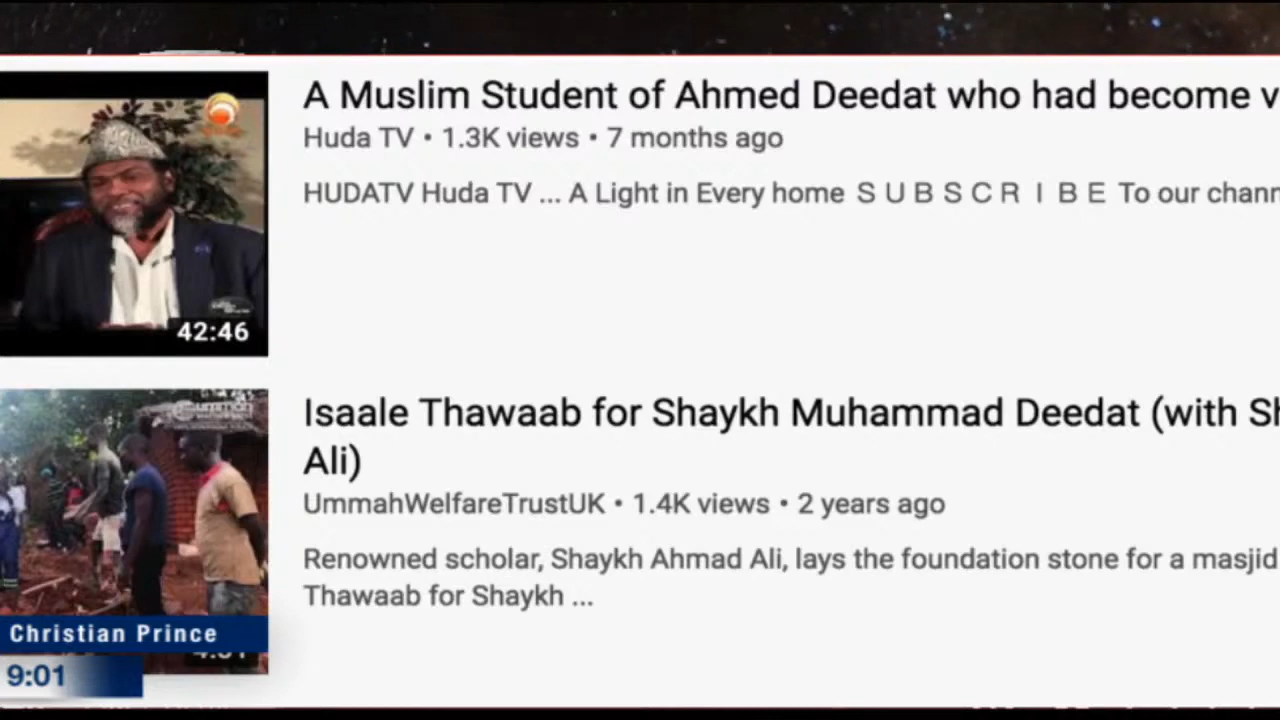 A Muslim Student of Ahmed Deedat who had become v
Huda TV • 1.3K views • 7 months ago
HUDATV Huda TV ... A Light in Every home S U B S C R I B E To our chann
42:46
Isaale Thawaab for Shaykh Muhammad Deedat (with Sh
Ali)
UmmahWelfareTrustUK • 1.4K views • 2 years ago
Renowned scholar, Shaykh Ahmad Ali, lays the foundation stone for a masjid
Thawaab for Shaykh ...
Christian Prince
9:01